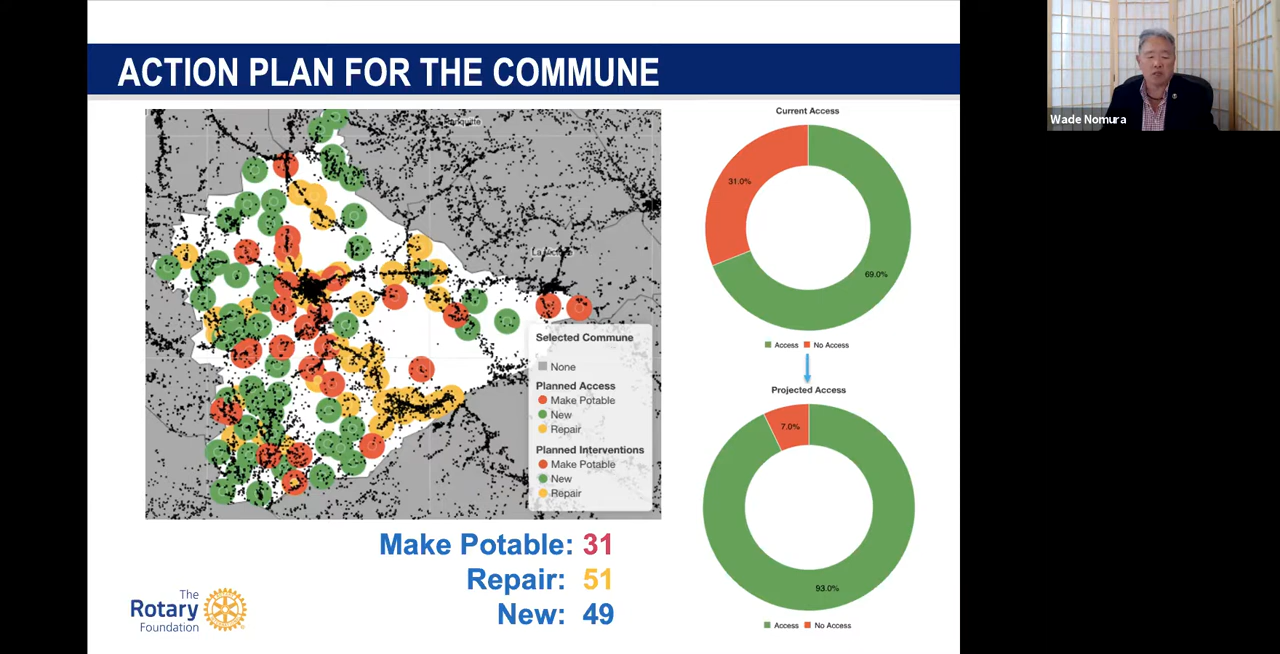 ACTION PLAN FOR THE COMMUNE
Wade Nomura
Current Access
31.0%
69.0%
Access No Access
Selected Commune
None
Planned Access
Make Potable
New
Repair
Planned Interventions
Make Potable
New
Repair
Projected Access
7.0%
93.0%
Access No Access
Make Potable: 31
Repair: 51
New: 49
The
Rotary
Foundation